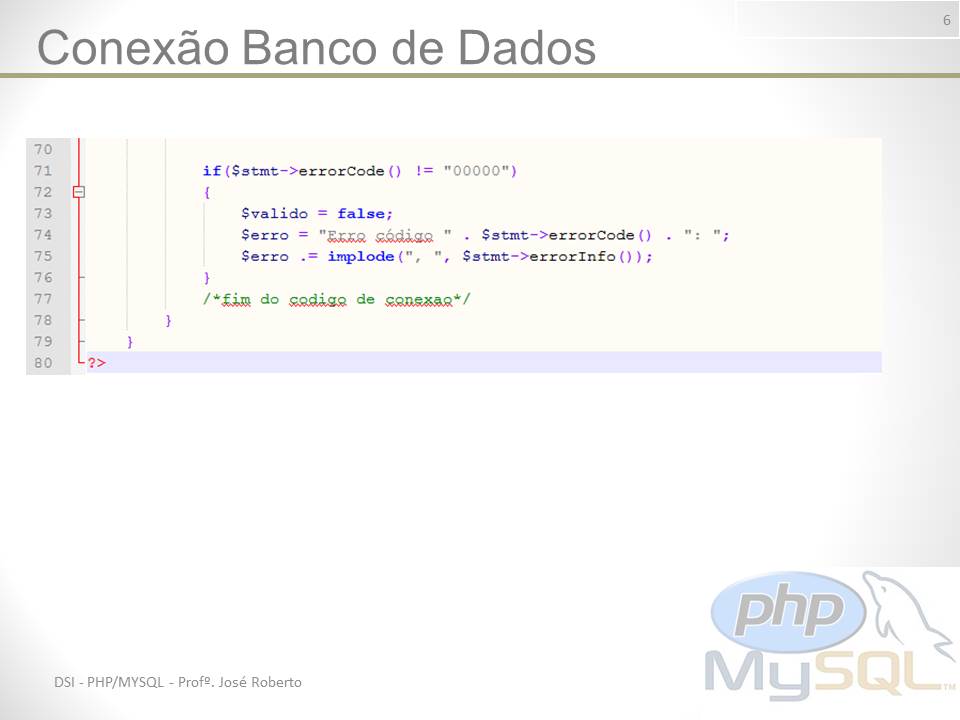 6
Conexão Banco de Dados
70
71 if($stmt->errorCode() != "00000")
72 {
73 $valido = false;
74 $erro = "Erro código " . $stmt->errorCode() . ": ";
75 $erro .= implode(", ", $stmt->errorInfo());
76 }
77 /*fim do codigo de conexao*/
78 }
79 }
80 ?>
php
MySQL™
DSI - PHP/MYSQL - Profº. José Roberto